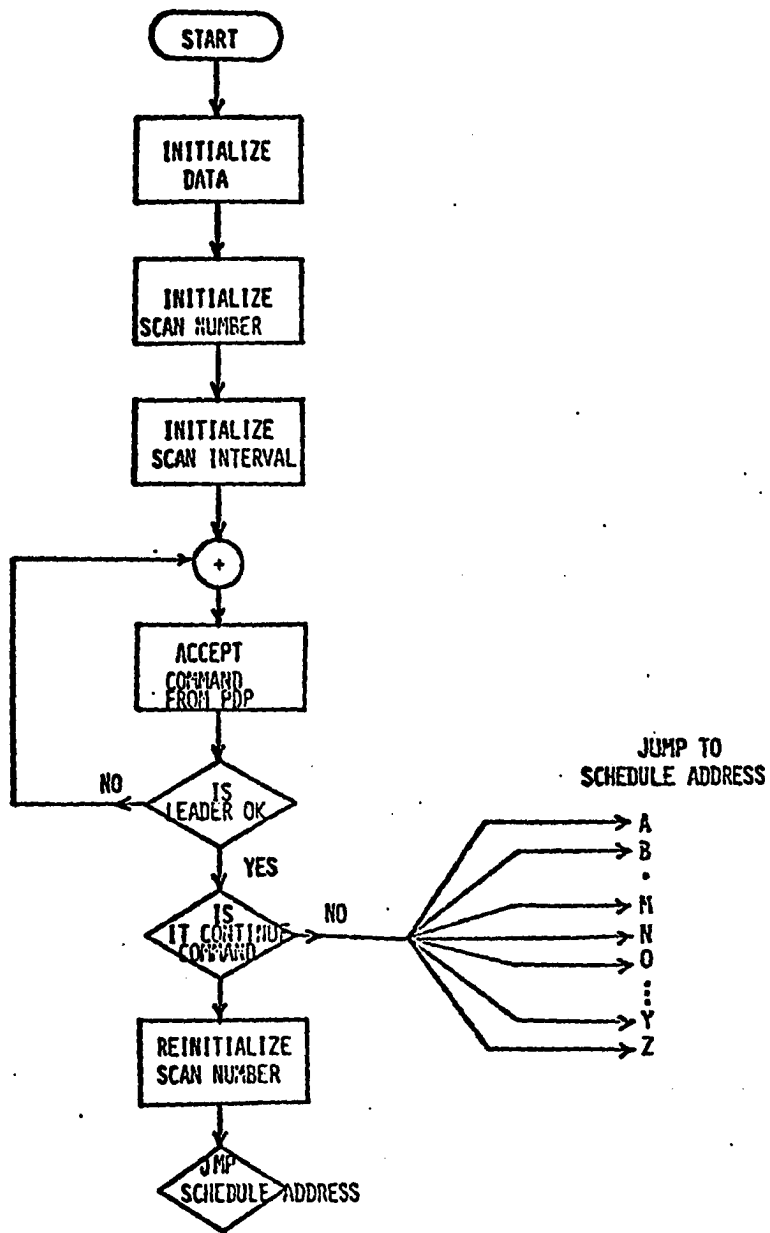 START
INITIALIZE
DATA
INITIALIZE
SCAN NUMBER
INITIALIZE
SCAN INTERVAL
+
ACCEPT
COMMAND
FROM PDP
IS
LEADER OK
NO
YES
IS
IT CONTINUE
COMMAND
NO
JUMP TO
SCHEDULE ADDRESS
A
B
M
N
O
Y
Z
REINITIALIZE
SCAN NUMBER
JMP
SCHEDULE ADDRESS